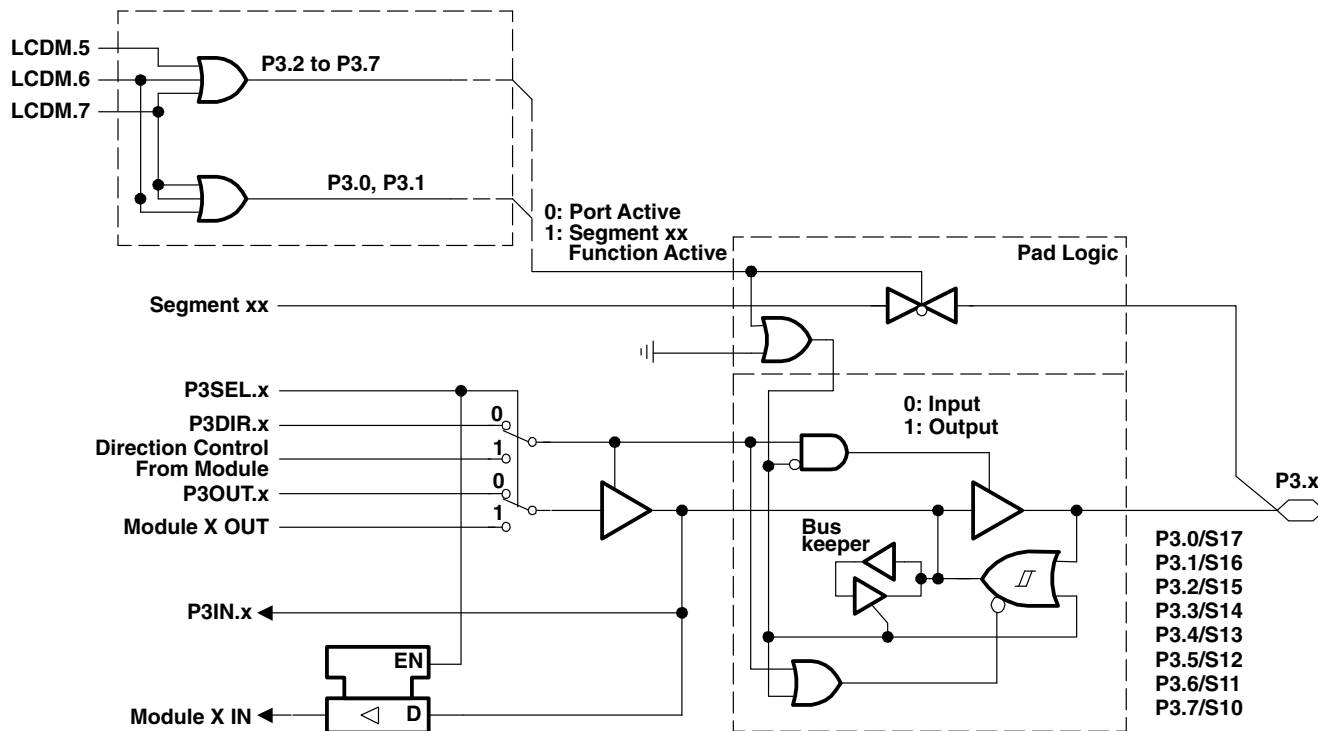 LCDM.5
LCDM.6
LCDM.7
P3.2 to P3.7
P3.0, P3.1
0: Port Active
1: Segment xx
Function Active
Pad Logic
Segment xx
P3SEL.x
P3DIR.x
0
Direction Control
From Module
1
P3OUT.x
0
Module X OUT
1
0: Input
1: Output
Bus
keeper
P3.x
P3.0/S17
P3.1/S16
P3.2/S15
P3.3/S14
P3.4/S13
P3.5/S12
P3.6/S11
P3.7/S10
P3IN.x
EN
D
Module X IN